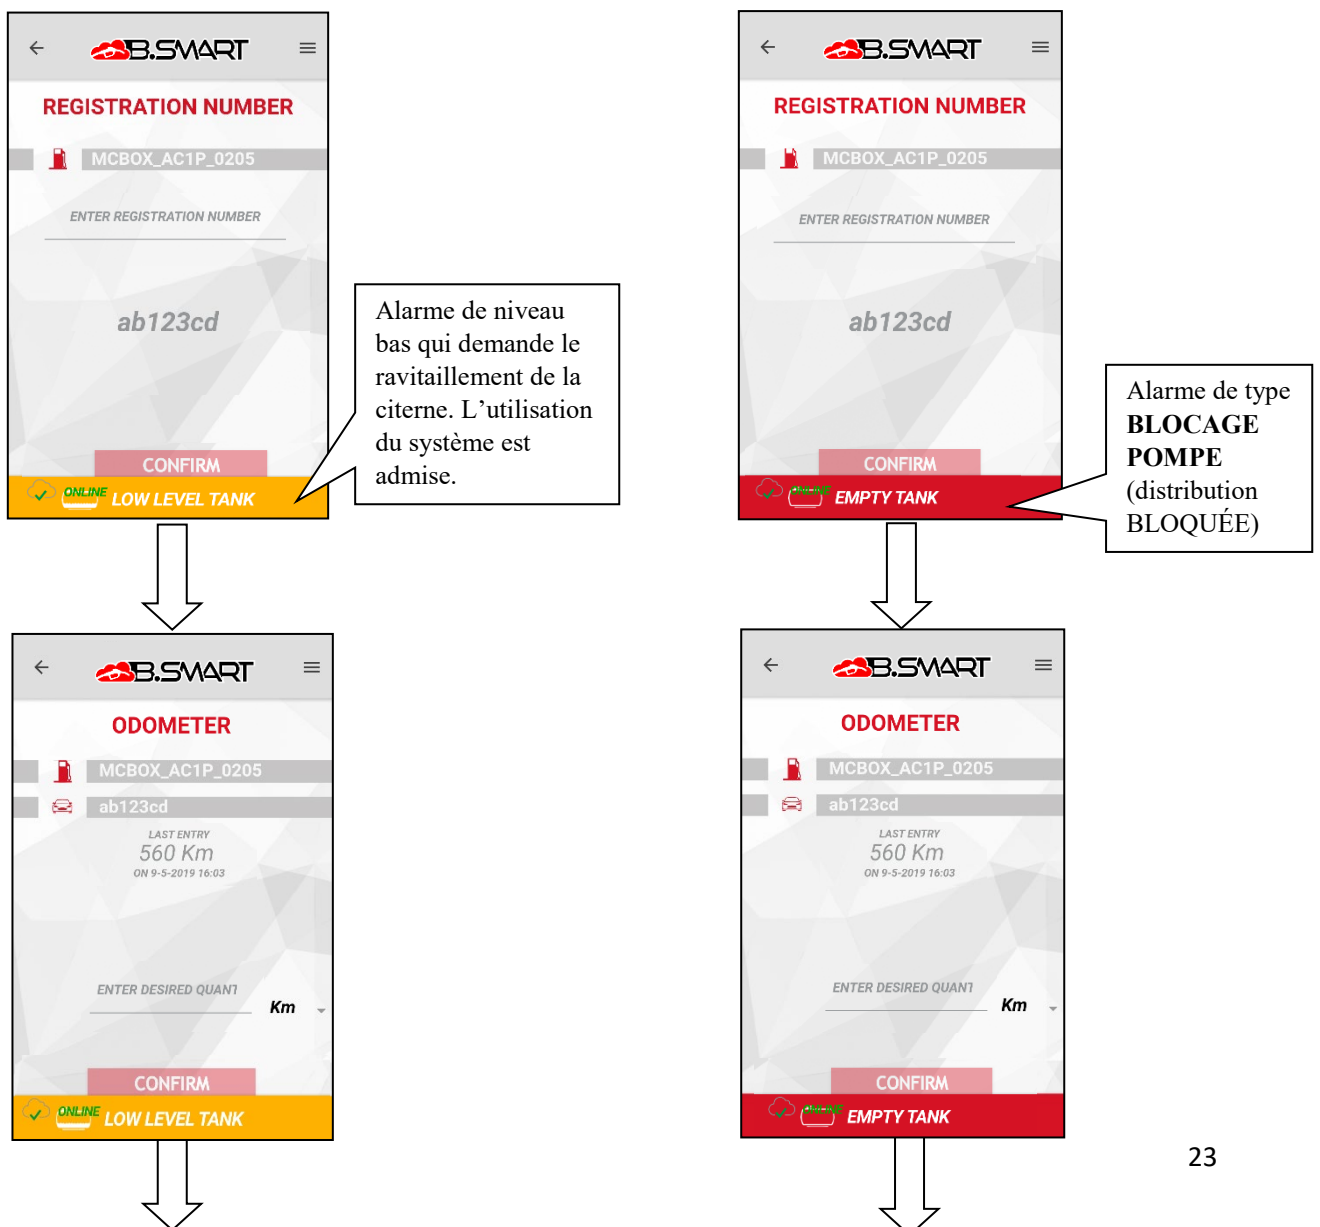 B.SMART
REGISTRATION NUMBER
MCBOX_AC1P_0205
ENTER REGISTRATION NUMBER
ab123cd
CONFIRM
ONLINE
LOW LEVEL TANK
Alarme de niveau
bas qui demande le
ravitaillement de la
citerne. L’utilisation
du système est
admise.
B.SMART
REGISTRATION NUMBER
MCBOX_AC1P_0205
ENTER REGISTRATION NUMBER
ab123cd
CONFIRM
ONLINE
EMPTY TANK
Alarme de type
BLOCAGE
POMPE
(distribution
BLOQUÉE)
B.SMART
ODOMETER
MCBOX_AC1P_0205
ab123cd
LAST ENTRY
560 Km
ON 9-5-2019 16:03
ENTER DESIRED QUANT
Km
CONFIRM
ONLINE
LOW LEVEL TANK
B.SMART
ODOMETER
MCBOX_AC1P_0205
ab123cd
LAST ENTRY
560 Km
ON 9-5-2019 16:03
ENTER DESIRED QUANT
Km
CONFIRM
ONLINE
EMPTY TANK
23